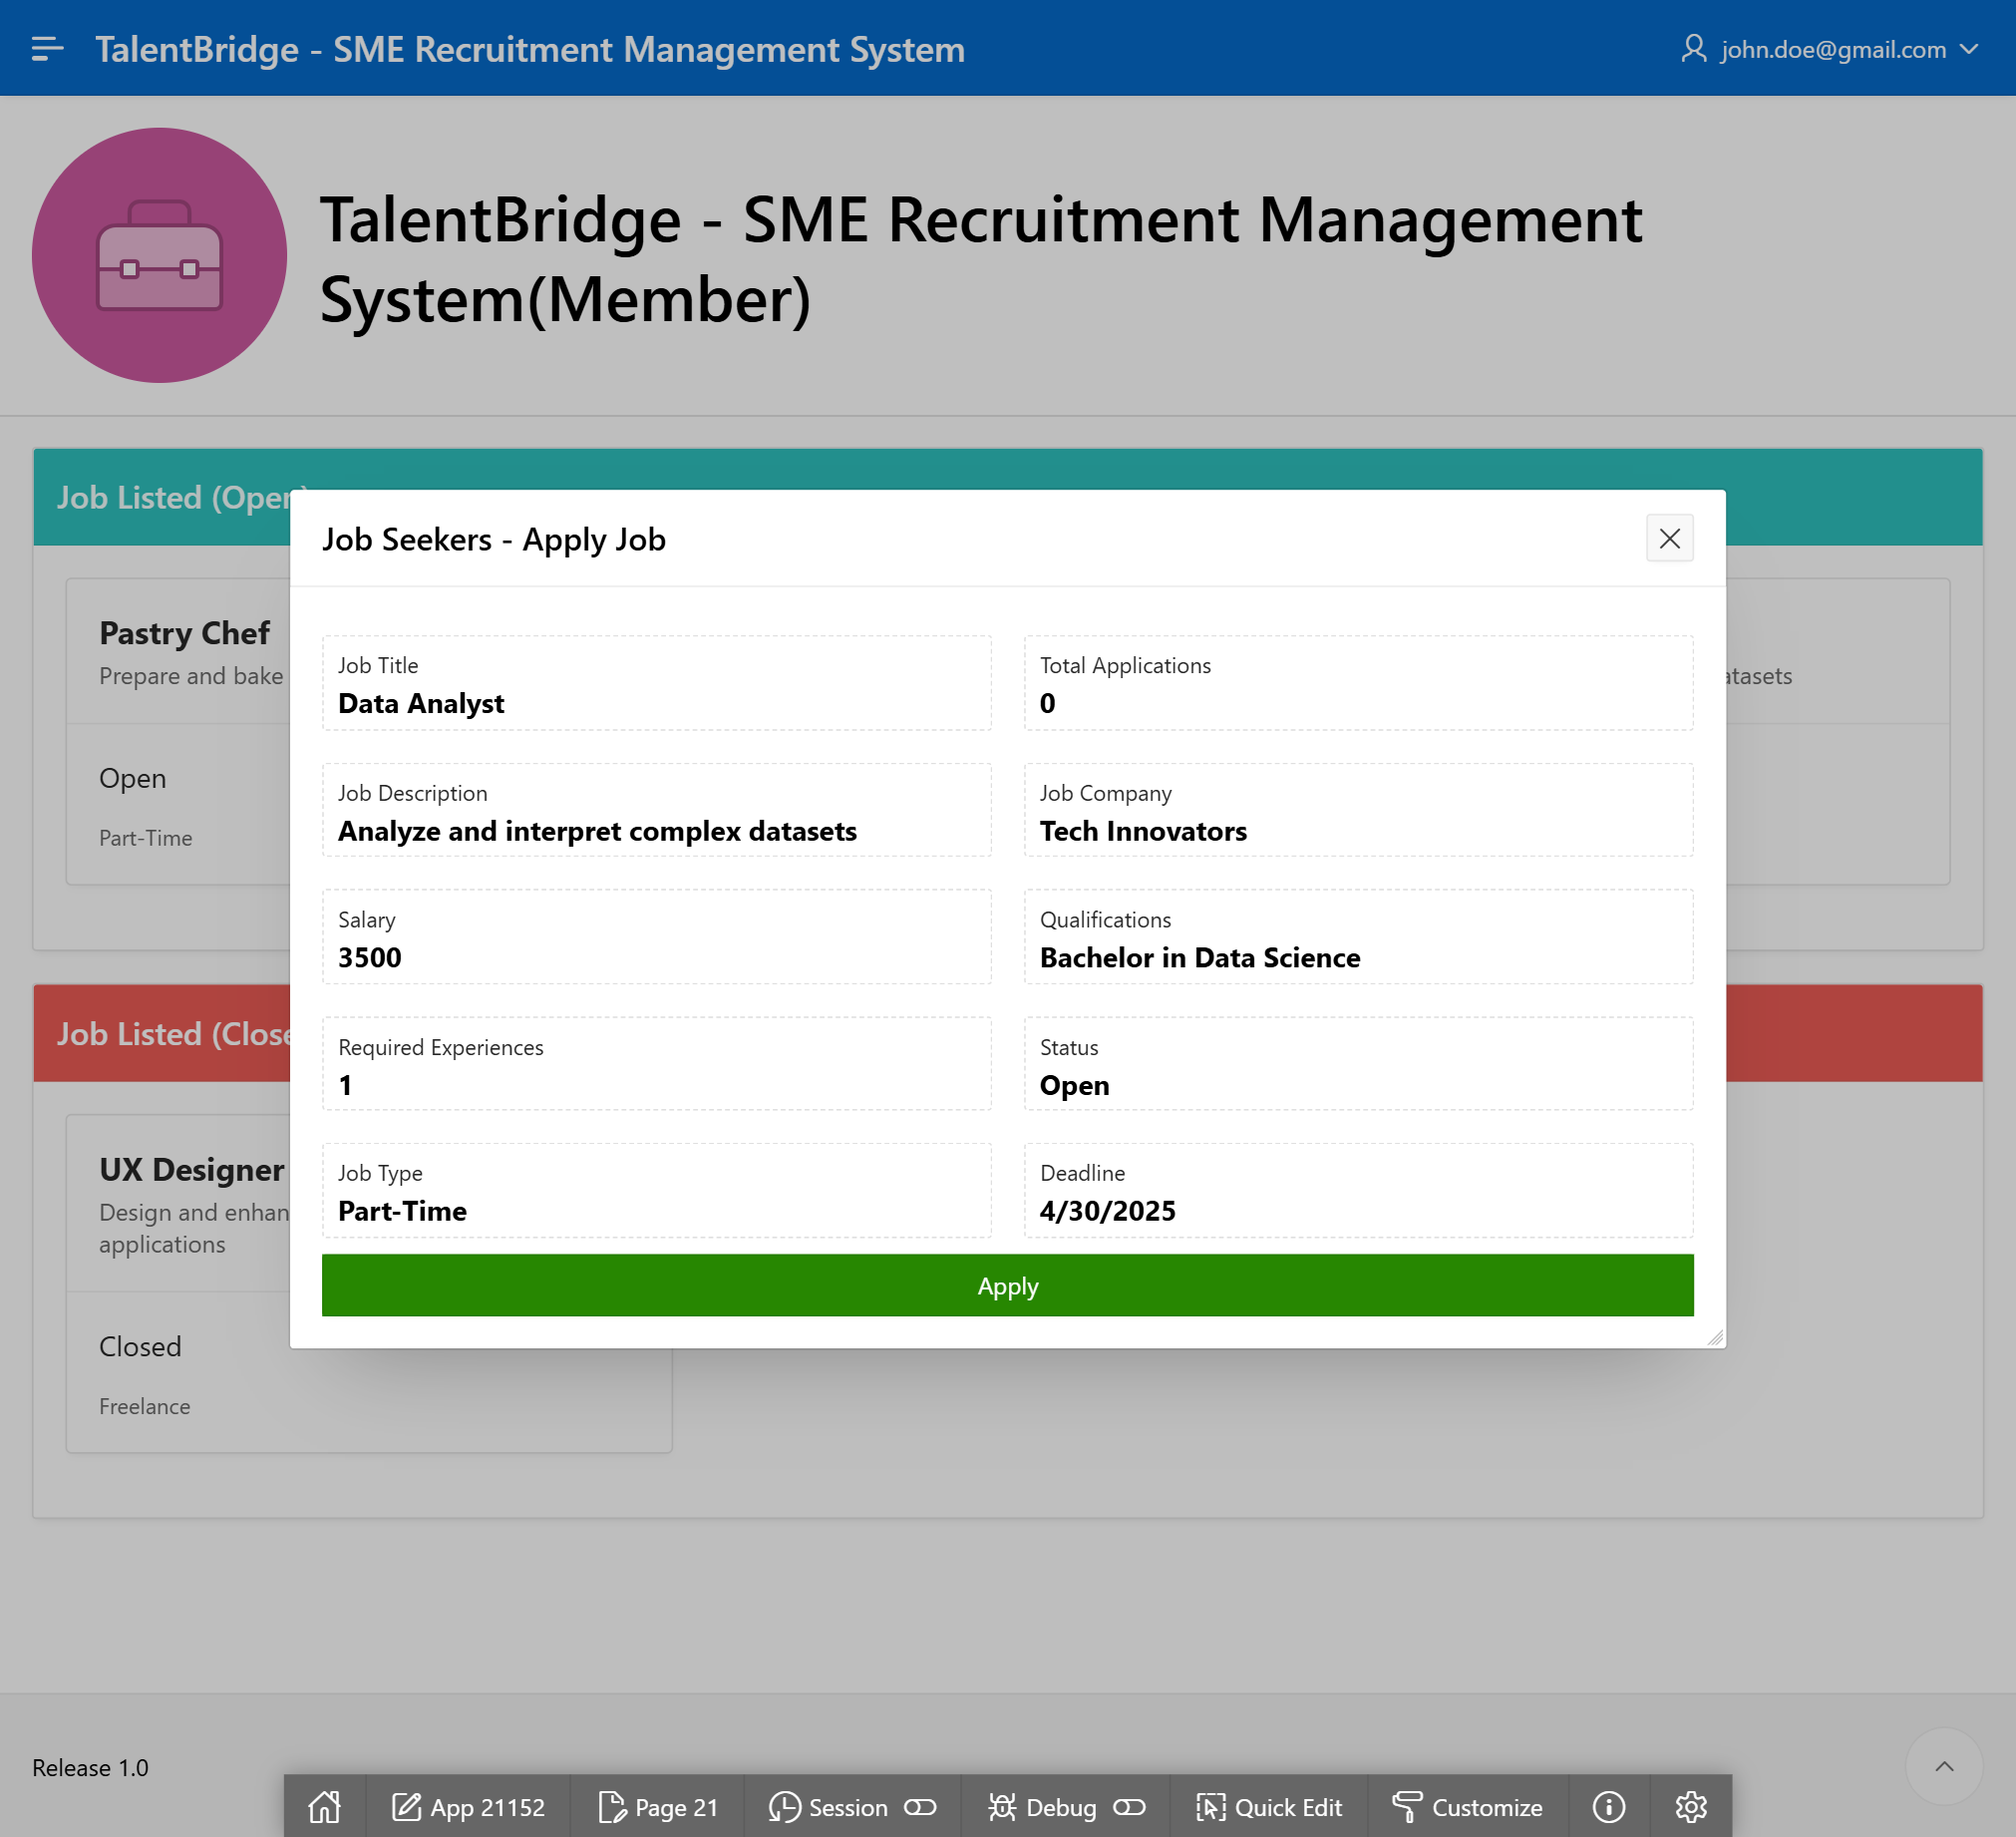 TalentBridge - SME Recruitment Management System
john.doe@gmail.com
TalentBridge - SME Recruitment Management
System(Member)
Job Listed (Open)
Job Seekers - Apply Job
Pastry Chef
Prepare and bake
Open
Part-Time
Job Title
Data Analyst
Total Applications
0
Job Description
Analyze and interpret complex datasets
Job Company
Tech Innovators
Salary
3500
Qualifications
Bachelor in Data Science
Required Experiences
1
Status
Open
Job Type
Part-Time
Deadline
4/30/2025
Apply
Job Listed
UX Designer
Design and
applications
Closed
Freelance
Release 1.0
App 21152
Page 21
Session
Debug
Quick Edit
Customize